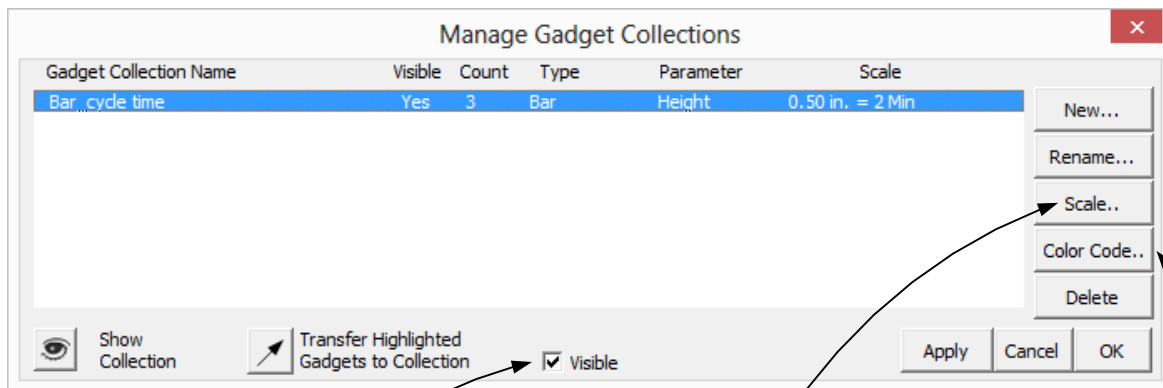 Manage Gadget Collections
Gadget Collection Name Visible Count Type Parameter Scale
Bar cycle time Yes 3 Bar Height 0.50 in. = 2 Min
New...
Rename...
Scale..
Color Code..
Delete
Show
Collection
Transfer Highlighted
Gadgets to Collection
Visible
Apply Cancel OK